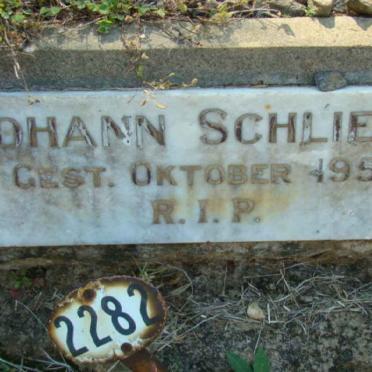 OHANN SCHLIE
GEST. OKTOBER 195
R.I.P.
2282